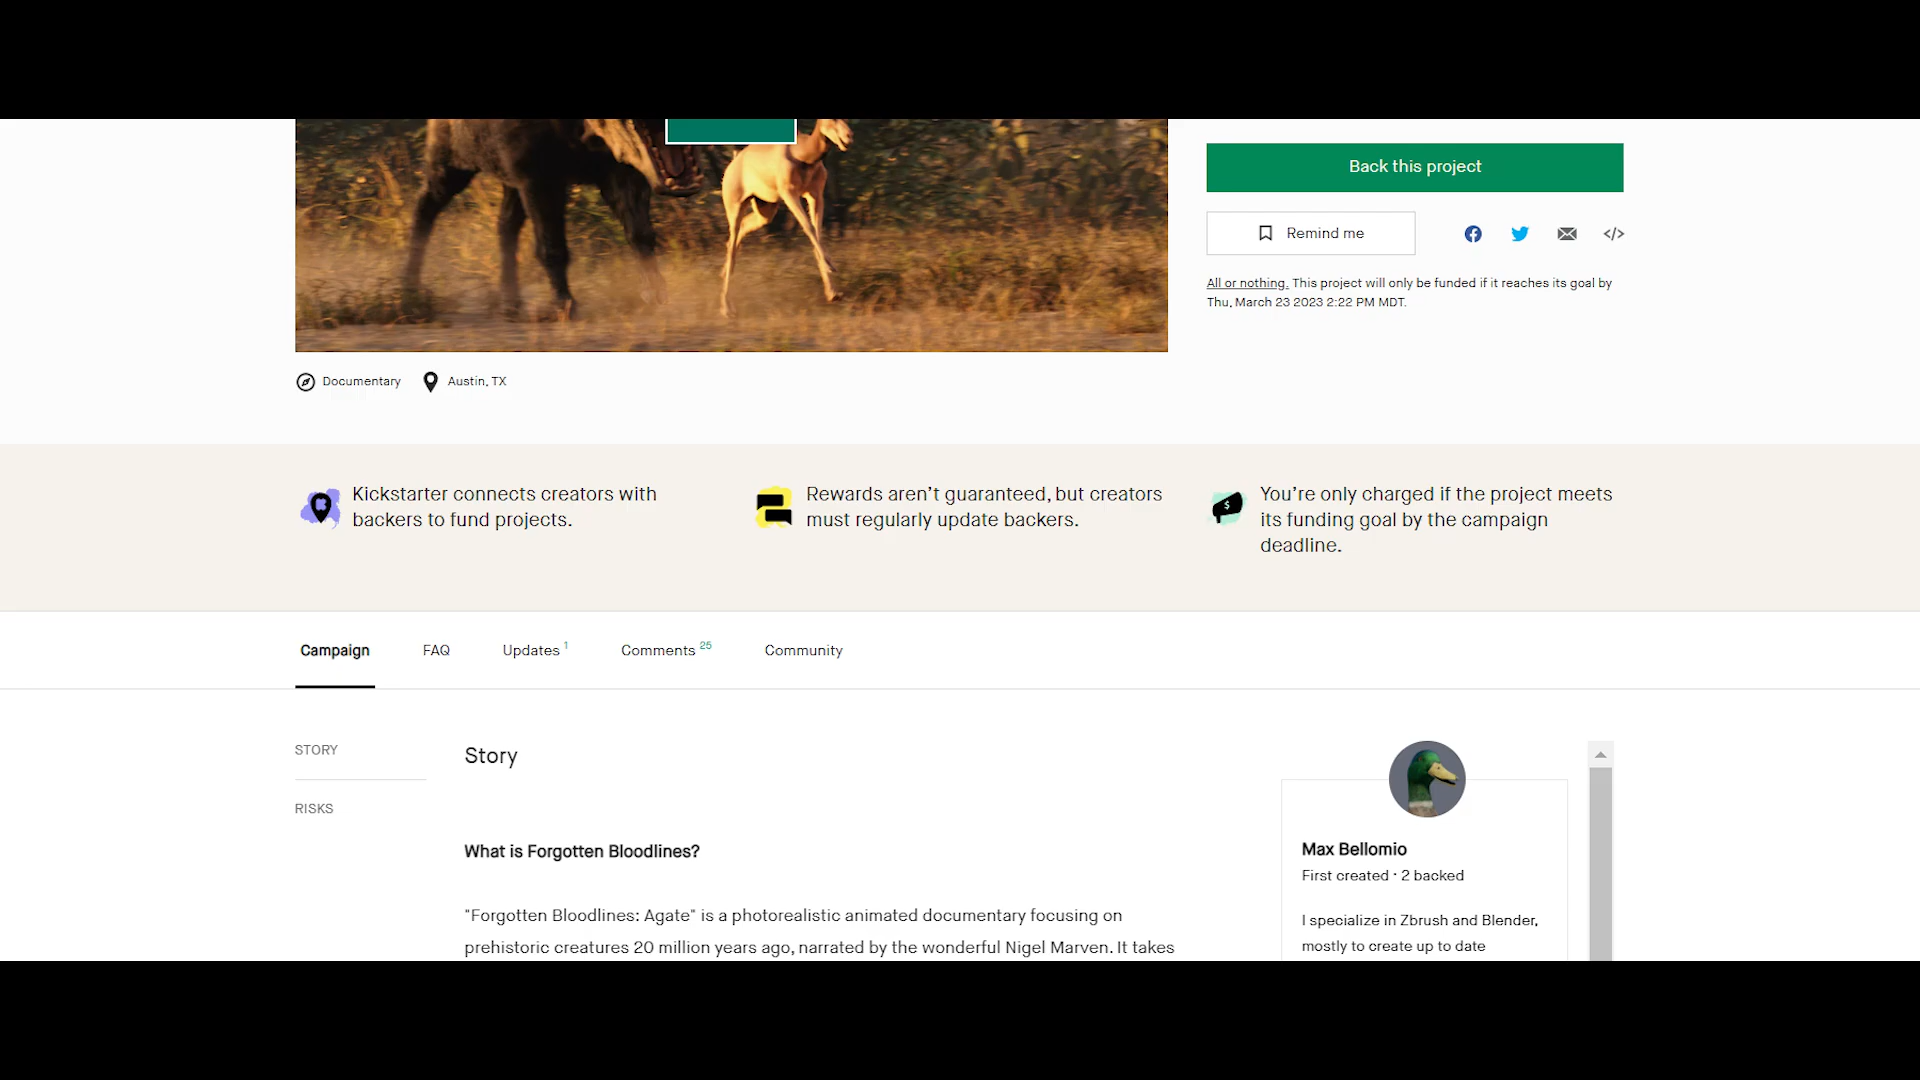 Back this project
Remind me
All or nothing. This project will only be funded if it reaches its goal by
Thu, March 23 2023 2:22 PM MDT.
Documentary
Austin, TX
Kickstarter connects creators with
backers to fund projects.
Rewards aren’t guaranteed, but creators
must regularly update backers.
You’re only charged if the project meets
its funding goal by the campaign
deadline.
Campaign FAQ Updates 1 Comments 25 Community
STORY
RISKS
Story
What is Forgotten Bloodlines?
"Forgotten Bloodlines: Agate" is a photorealistic animated documentary focusing on
prehistoric creatures 20 million years ago, narrated by the wonderful Nigel Marven. It takes
Max Bellomio
First created · 2 backed
I specialize in Zbrush and Blender,
mostly to create up to date